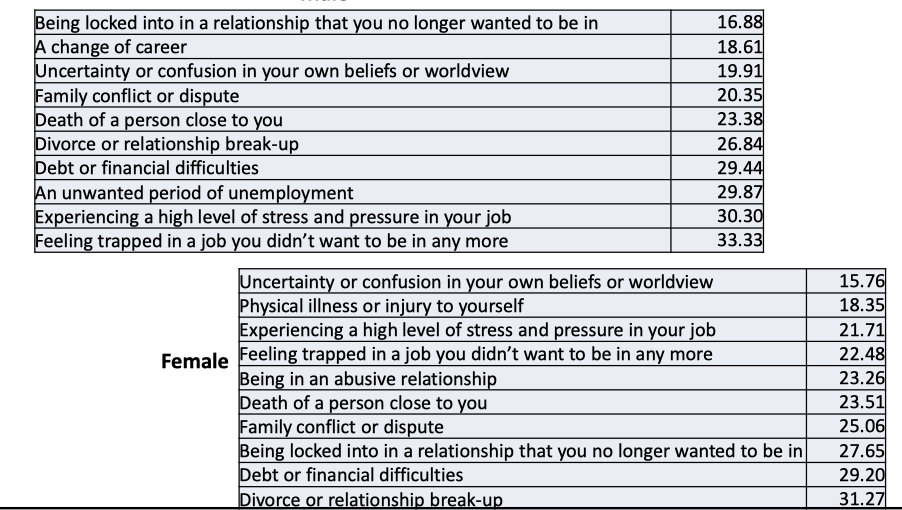 Being locked into in a relationship that you no longer wanted to be in 16.88
A change of career 18.61
Uncertainty or confusion in your own beliefs or worldview 19.91
Family conflict or dispute 20.35
Death of a person close to you 23.38
Divorce or relationship break-up 26.84
Debt or financial difficulties 29.44
An unwanted period of unemployment 29.87
Experiencing a high level of stress and pressure in your job 30.30
Feeling trapped in a job you didn’t want to be in any more 33.33
Female
Uncertainty or confusion in your own beliefs or worldview 15.76
Physical illness or injury to yourself 18.35
Experiencing a high level of stress and pressure in your job 21.71
Feeling trapped in a job you didn’t want to be in any more 22.48
Being in an abusive relationship 23.26
Death of a person close to you 23.51
Family conflict or dispute 25.06
Being locked into in a relationship that you no longer wanted to be in 27.65
Debt or financial difficulties 29.20
Divorce or relationship break-up 31.27